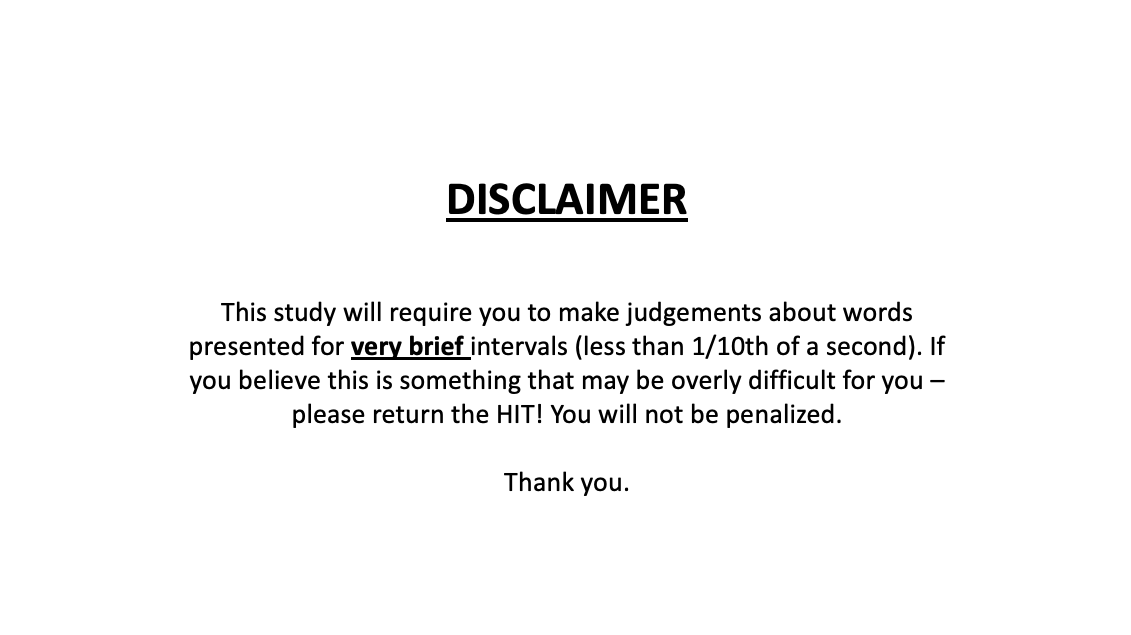 DISCLAIMER
This study will require you to make judgements about words
presented for very brief intervals (less than 1/10th of a second). If
you believe this is something that may be overly difficult for you –
please return the HIT! You will not be penalized.
Thank you.